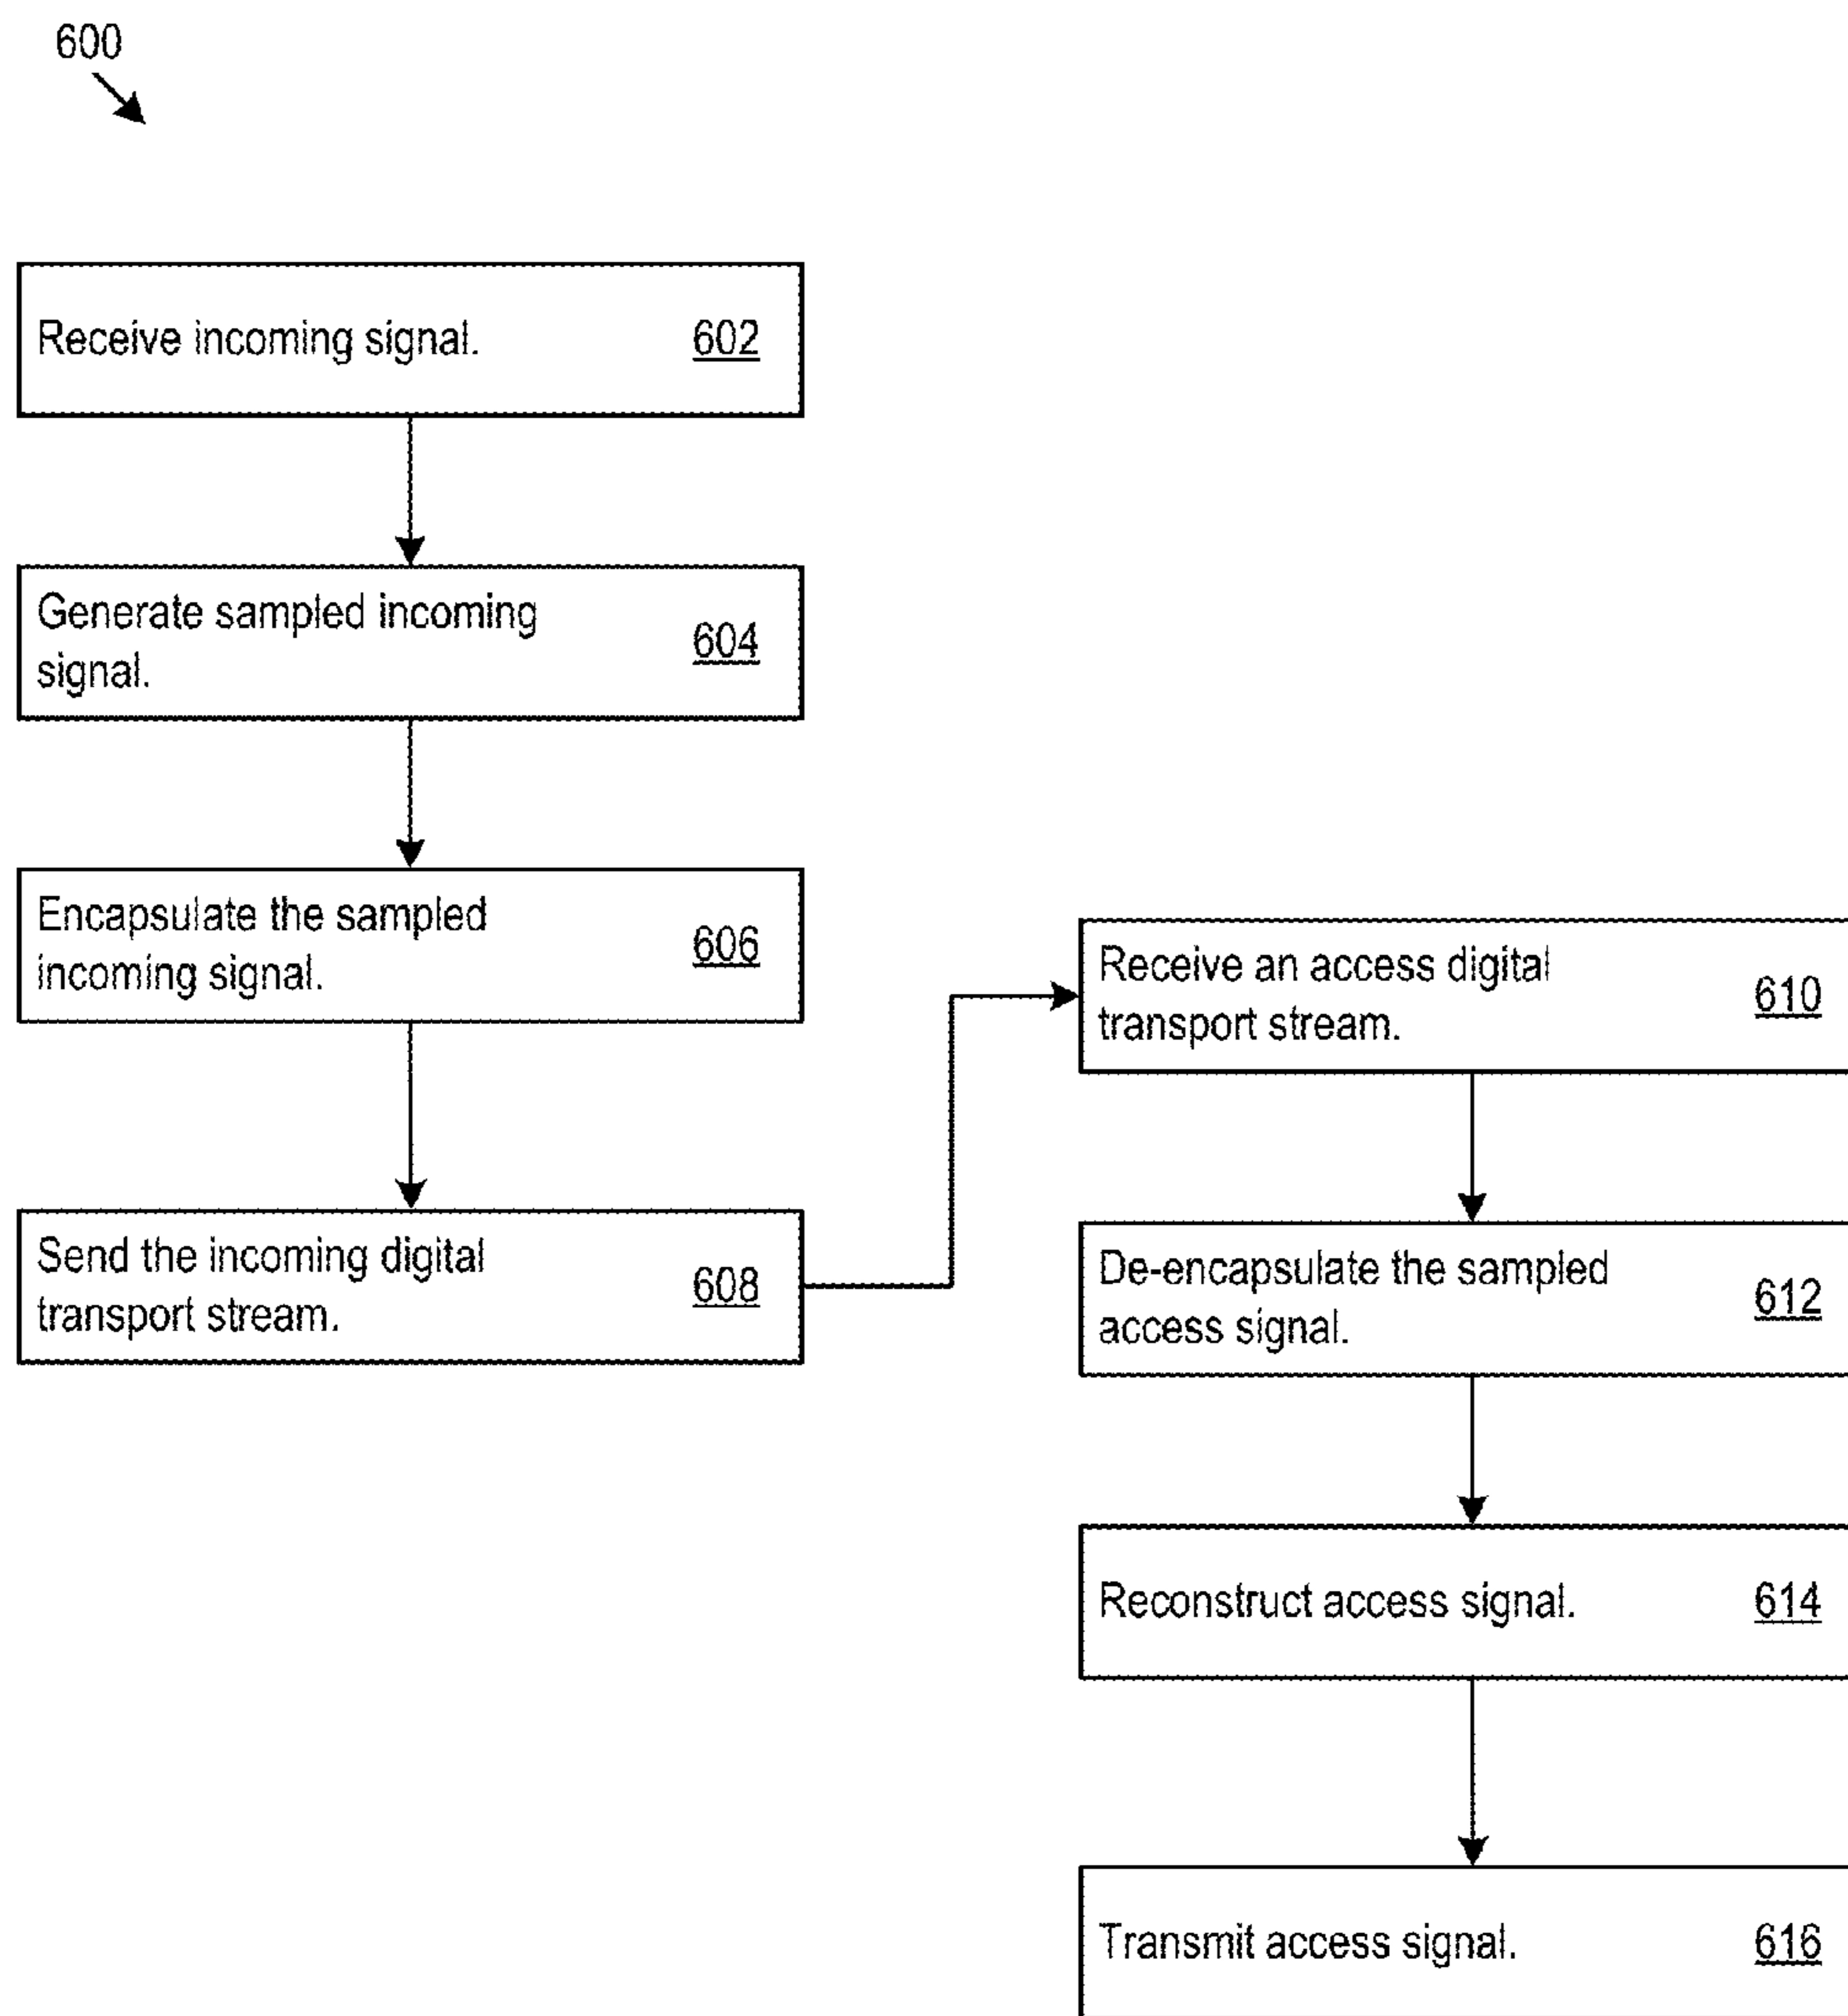 600
Receive incoming signal. 602
Generate sampled incoming
signal. 604
Encapsulate the sampled
incoming signal. 606
Send the incoming digital
transport stream. 608
Receive an access digital
transport stream. 610
De-encapsulate the sampled
access signal. 612
Reconstruct access signal. 614
Transmit access signal. 616